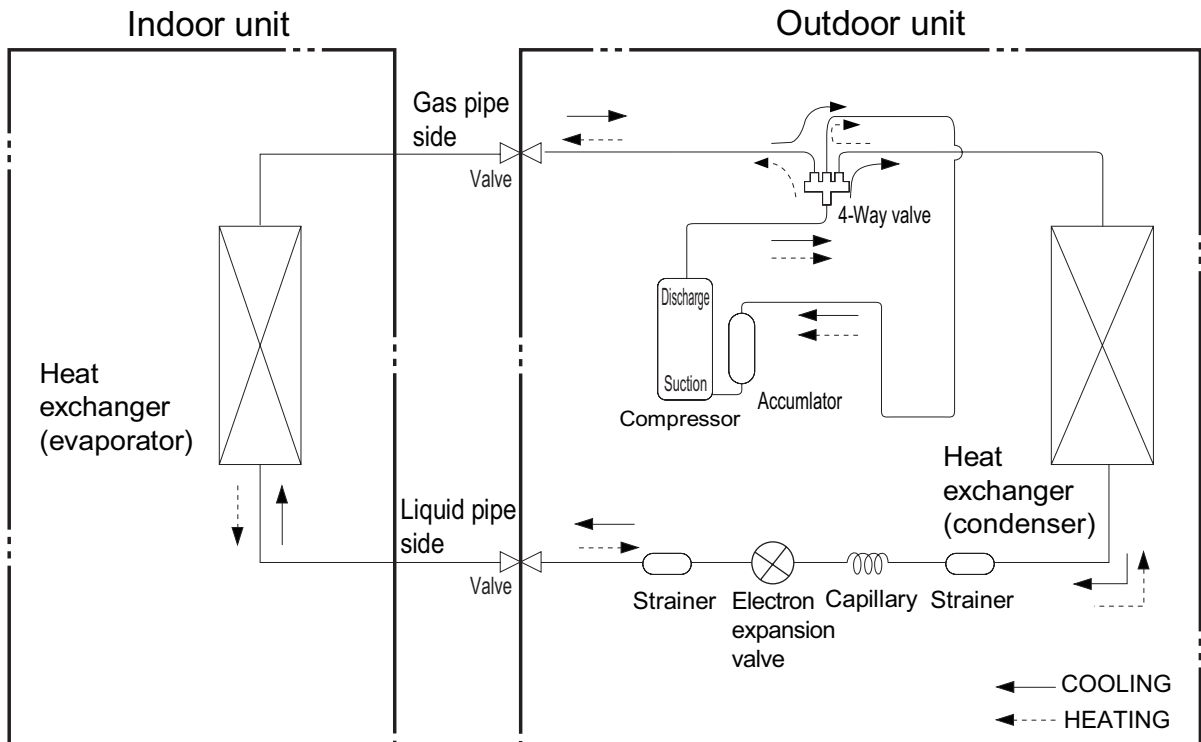 Indoor unit
Outdoor unit
Gas pipe
side
Valve
4-Way valve
Discharge
Suction
Compressor
Accumlator
Heat
exchanger
(evaporator)
Heat
exchanger
(condenser)
Liquid pipe
side
Valve
Strainer
Electron
expansion
valve
Capillary
Strainer
COOLING
HEATING